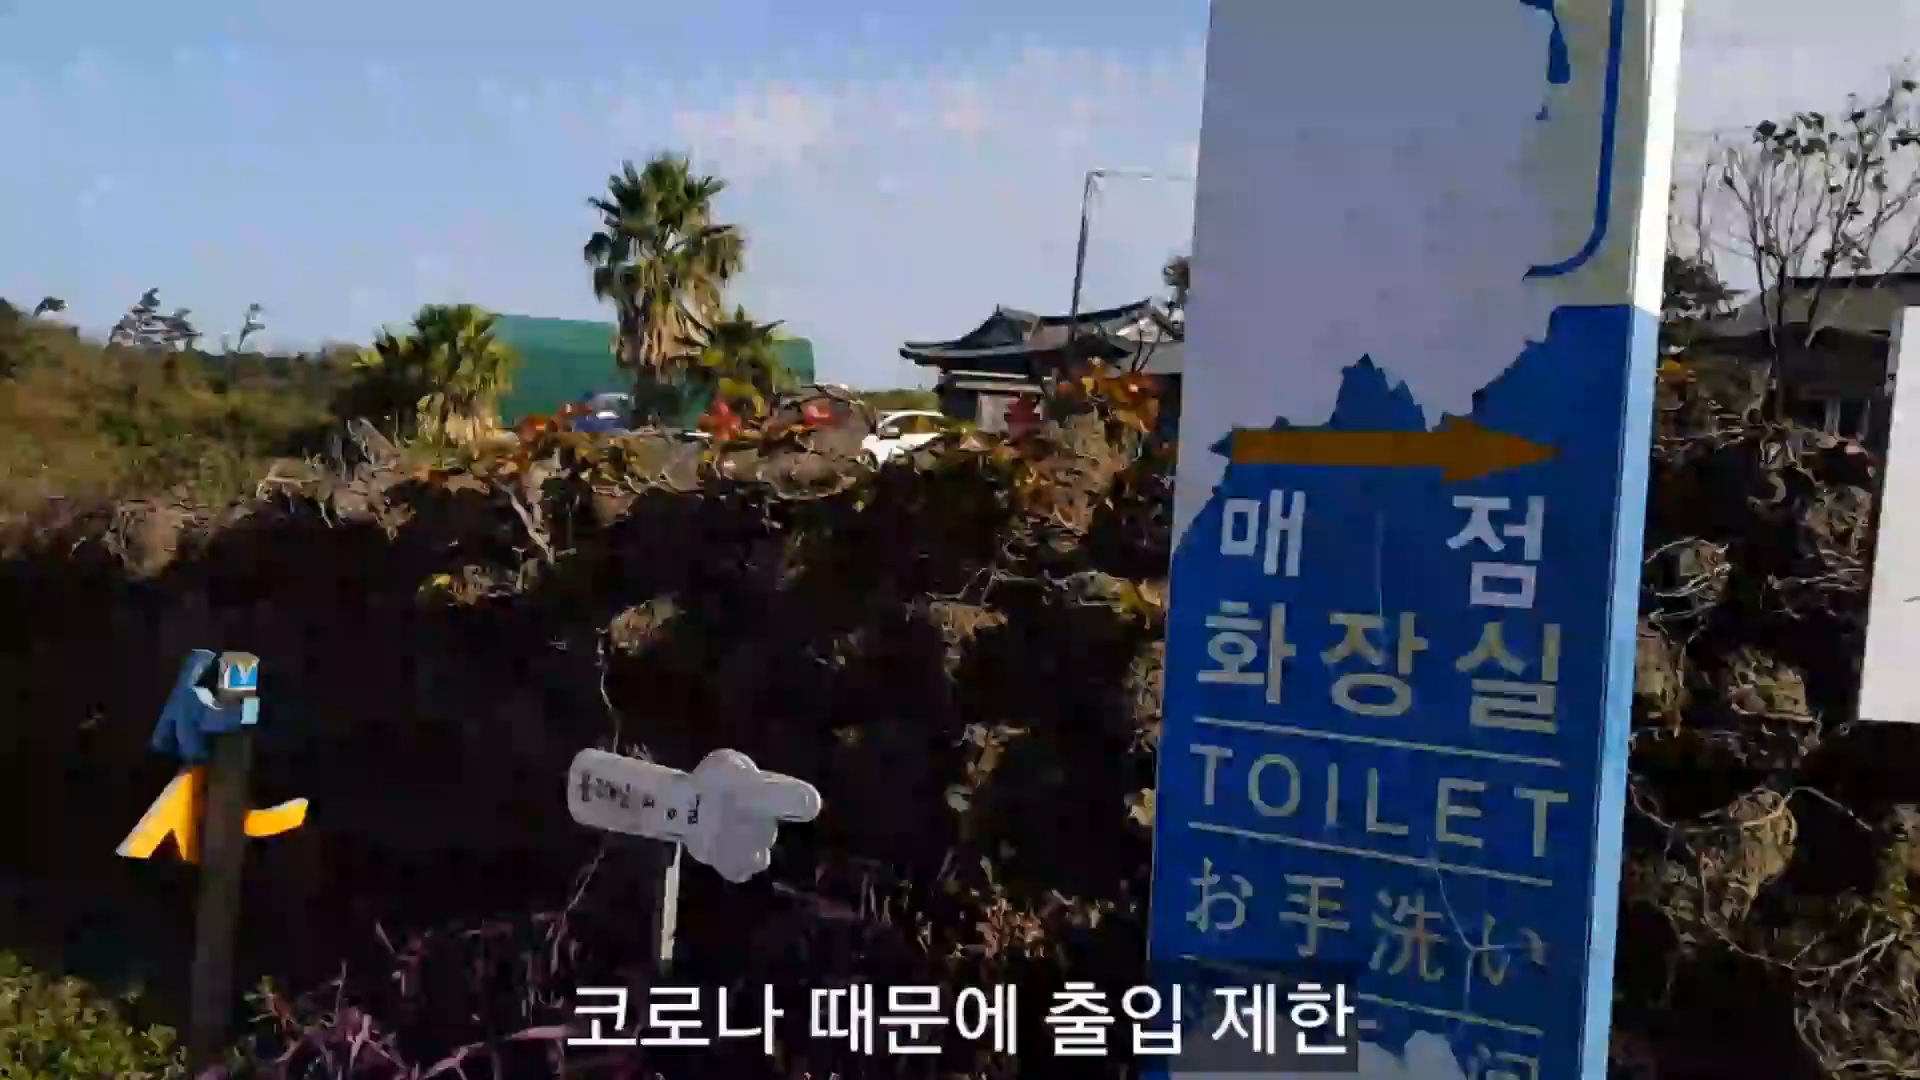 매 점
화장실
TOILET
お手洗い
코로나 때문에 출입 제한